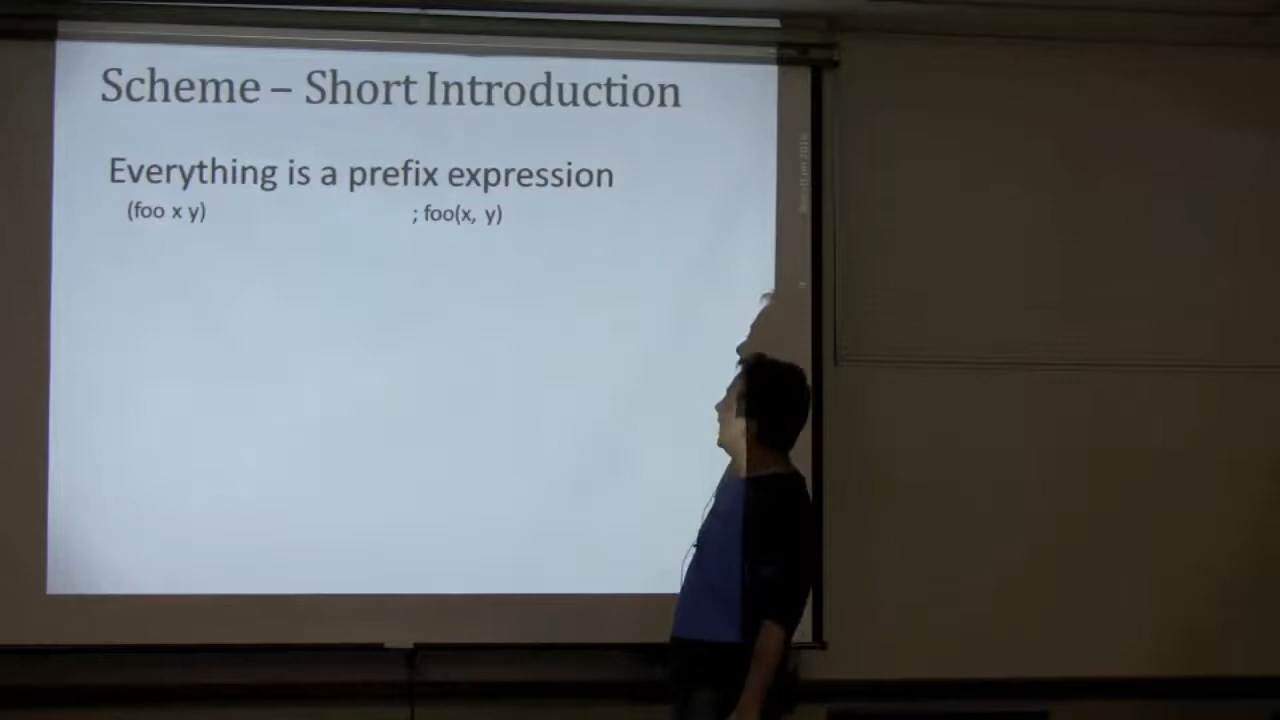 Scheme – Short Introduction
Everything is a prefix expression
(foo x y) ; foo(x, y)